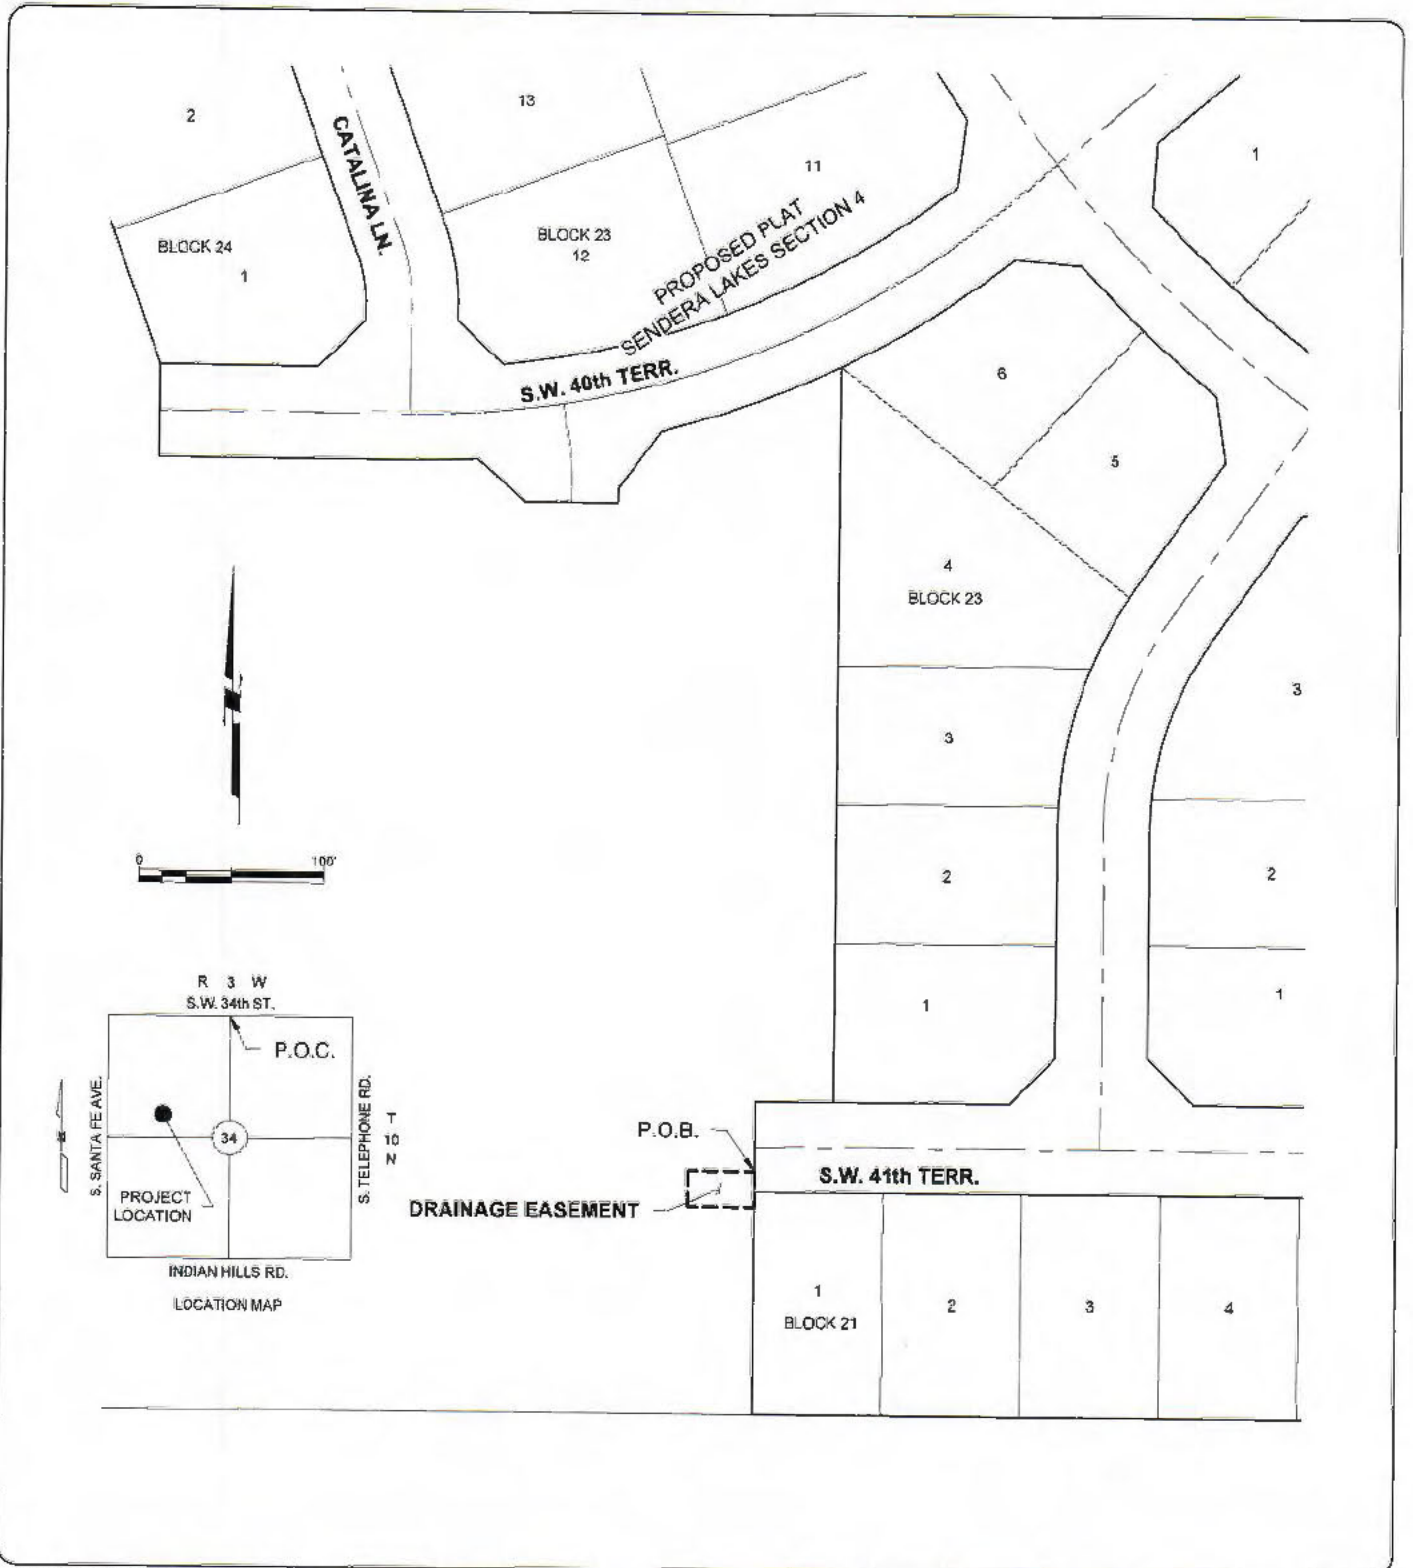 2
13
CATALINA LN.
11
1
BLOCK 24
1
BLOCK 23
12
PROPOSED PLAT
SENDERA LAKES SECTION 4
S.W. 40th TERR.
6
5
4
BLOCK 23
3
3
2
2
1
1
0
100'
R 3 W
S.W. 34th ST.
P.O.C.
S. SANTA FE AVE.
34
S. TELEPHONE RD.
T
10
N
PROJECT
LOCATION
INDIAN HILLS RD.
LOCATION MAP
P.O.B.
S.W. 41th TERR.
DRAINAGE EASEMENT
1
BLOCK 21
2
3
4